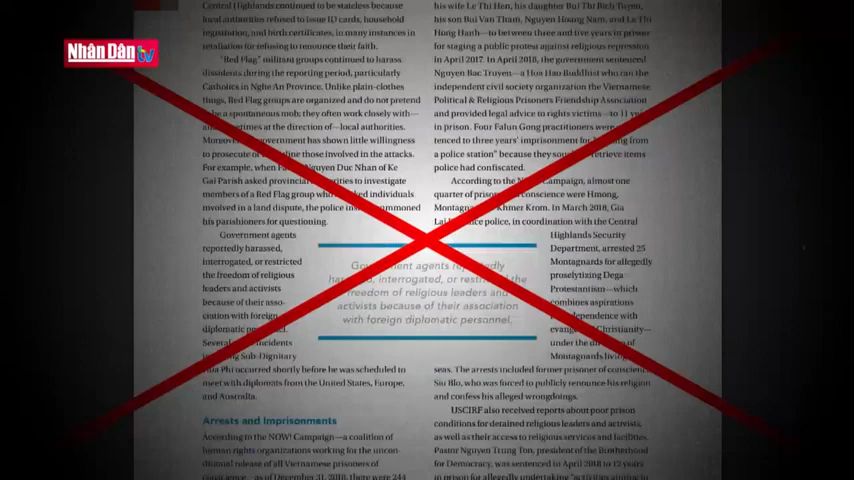 Nhân Dân tv
Central Highlands continued to be stateless because
local authorities refused to issue ID cards, household
registration, and birth certificates, in many instances in
retaliation for refusing to renounce their faith.
"Red Flag" militant groups continued to harass
dissidents during the reporting period, particularly
Catholics in Nghe An Province. Unlike plain-clothes
thugs, Red Flag groups are organized and do not pretend
to be a spontaneous mob; they often work closely with—
at the direction of—local authorities.
government has shown little willingness
to prosecute those involved in the attacks.
For example, when Nguyen Duc Nhan of Ke
Gai Parish asked provincial to investigate
members of a Red Flag group who individuals
involved in a land dispute, the police
his parishioners for questioning.
Government agents
reportedly harassed,
interrogated, or restricted
the freedom of religious
leaders and activists
because of their asso-
ciation with foreign
diplomatic
Several incidents
Sub-Dignitary
Phi occurred shortly before he was scheduled to
meet with diplomats from the United States, Europe,
and Australia.
Arrests and Imprisonments
According to the NOW! Campaign—a coalition of
human rights organizations working for the uncon-
ditional release of all Vietnamese prisoners of
conscience as of December 31, 2018, there were 244
Government agents
interrogated, or the
freedom of religious leaders and
activists because of their association
with foreign diplomatic personnel.
his wife Le Thi Hen, his daughter Bui Thi Bich Tuyen,
his son Bui Van Tham, Nguyen Hoang Nam, and Le Thi
Hong Hanh—to between three and five years in prison
for staging a public protest against religious repression
in April 2017. In April 2018, the government sentenced
Nguyen Bac Truyen—a Hoa Hao Buddhist who ran the
independent civil society organization the Vietnamese
Political & Religious Prisoners Friendship Association
and provided legal advice to rights victims—to 11
in prison. Four Falun Gong practitioners were
tenced to three years' imprisonment for from
a police station" because they retrieve items
police had confiscated.
According to the Campaign, almost one
quarter of conscience were Hmong,
Khmer Krom. In March 2018, Gia
Lai police, in coordination with the Central
Highlands Security
Department, arrested 25
Montagnards for allegedly
proselytizing Dega
Protestantism—which
combines aspirations
independence with
Christianity—
under the
Montagnards
seas. The arrests included former prisoner of conscience
Siu Blo, who was forced to publicly renounce his religion
and confess his alleged wrongdoings.
USCIRF also received reports about poor prison
conditions for detained religious leaders and activists,
as well as their access to religious services and facilities.
Pastor Nguyen Trung Ton, president of the Brotherhood
for Democracy, was sentenced in April 2018 to 12 years
in prison for allegedly undertaking "activities aiming to